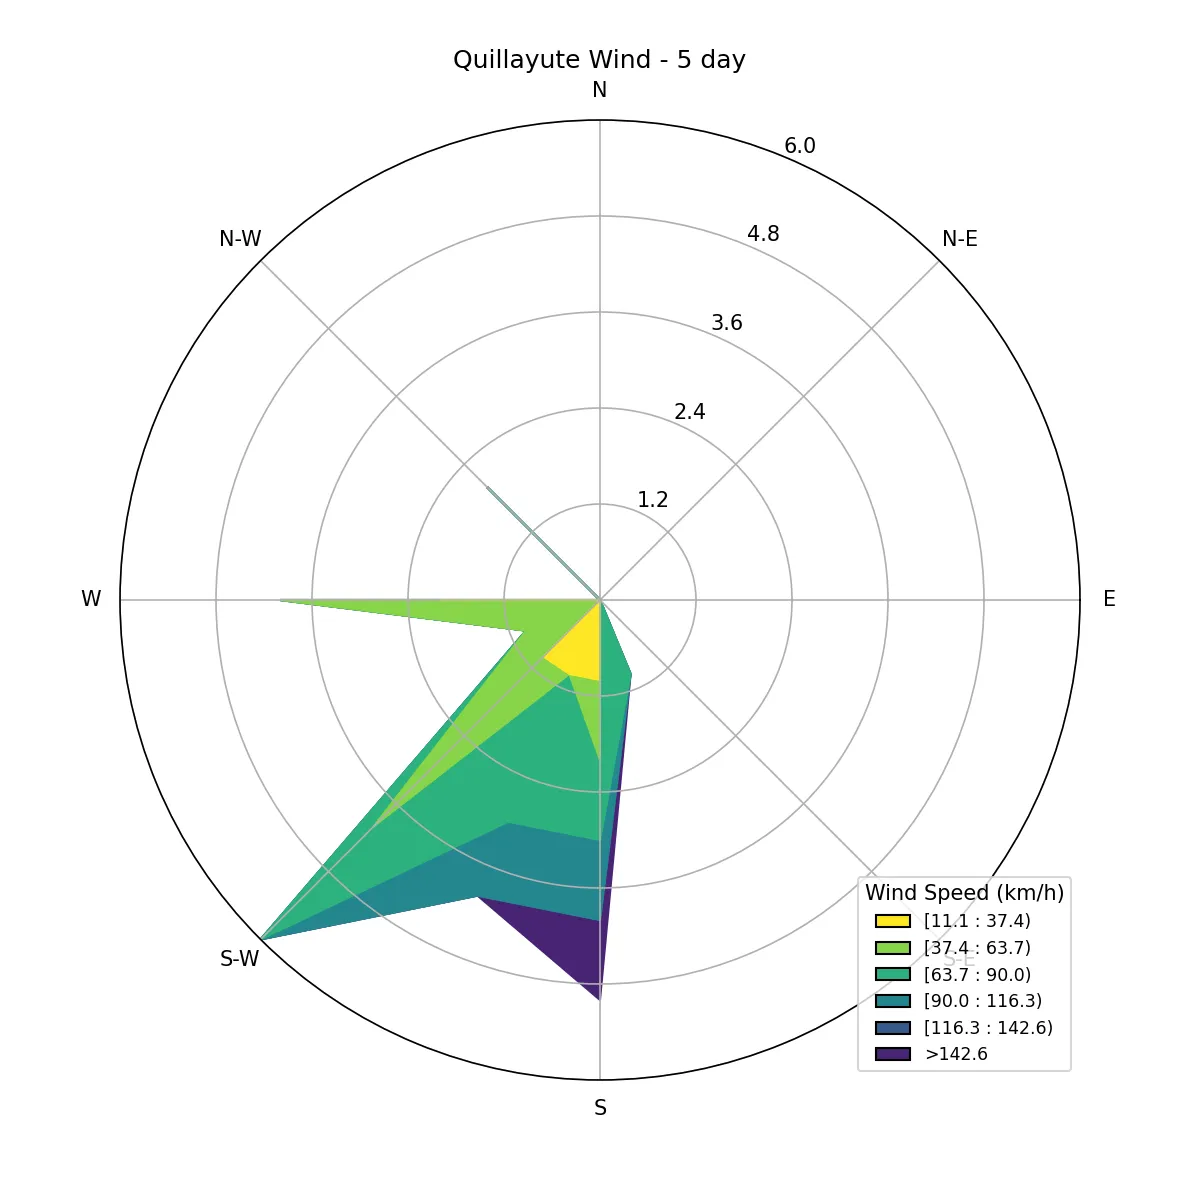 Quillayute Wind - 5 day
N
6.0
N-W
N-E
4.8
3.6
2.4
1.2
W
E
Wind Speed (km/h)
[11.1 : 37.4)
[37.4 : 63.7)
S-W
S-E
[63.7 : 90.0)
[90.0 : 116.3)
[116.3 : 142.6)
>142.6
S